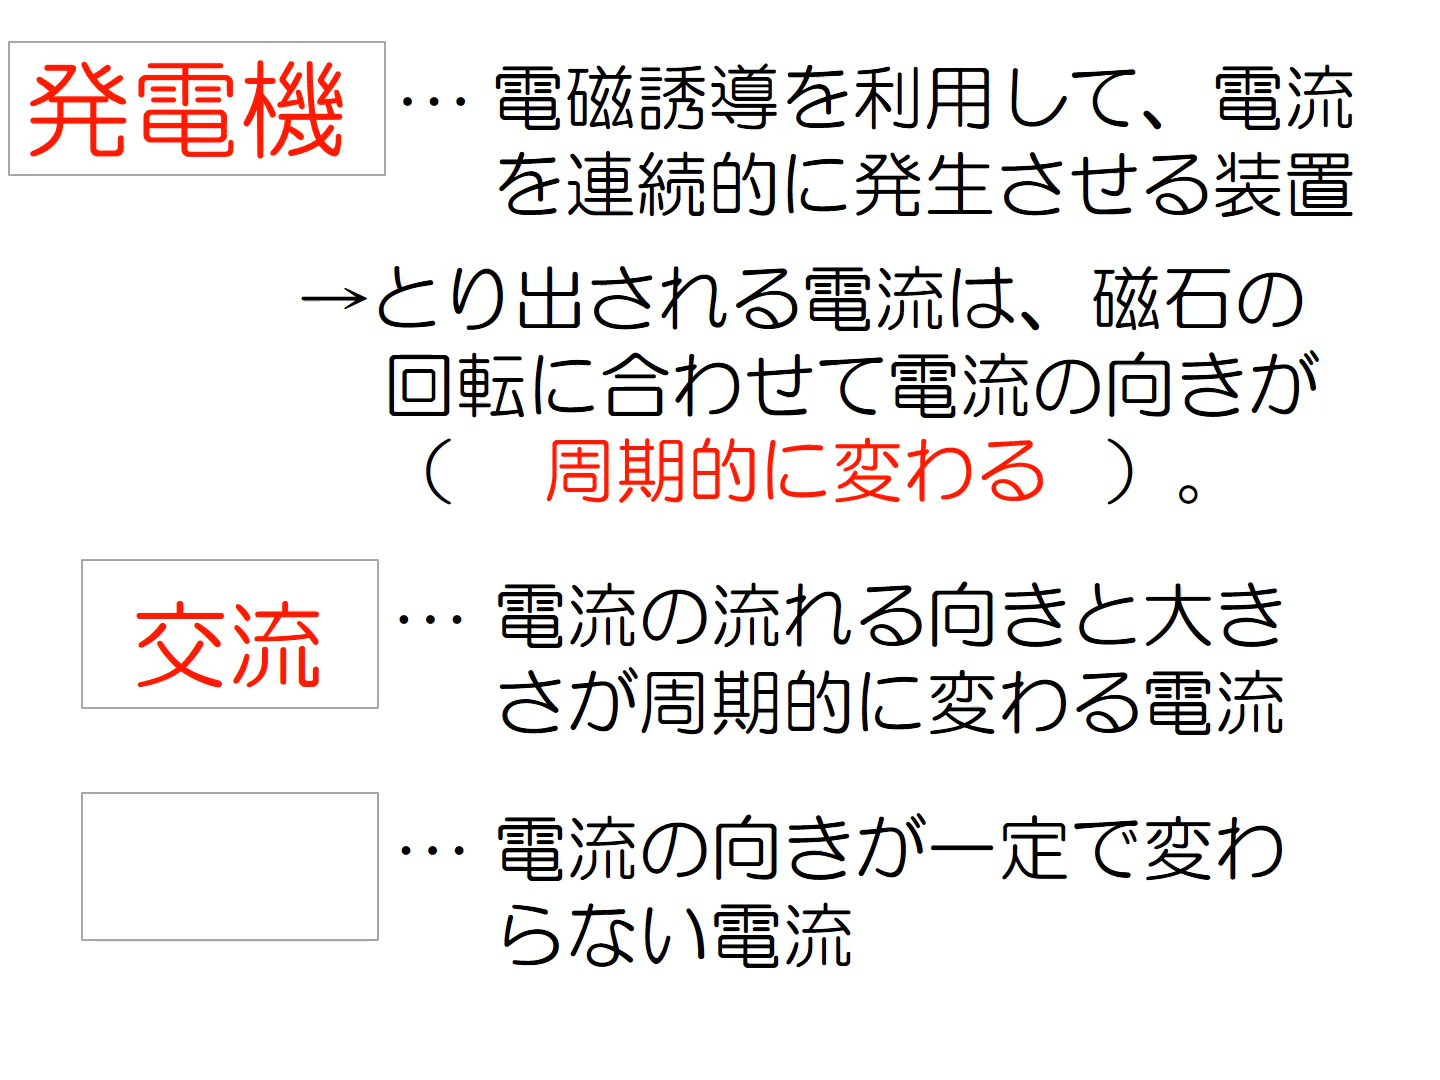 発電機 … 電磁誘導を利用して、電流
を連続的に発生させる装置
→とり出される電流は、磁石の
回転に合わせて電流の向きが
（　周期的に変わる　）。
交流 … 電流の流れる向きと大き
さが周期的に変わる電流
… 電流の向きが一定で変わ
らない電流